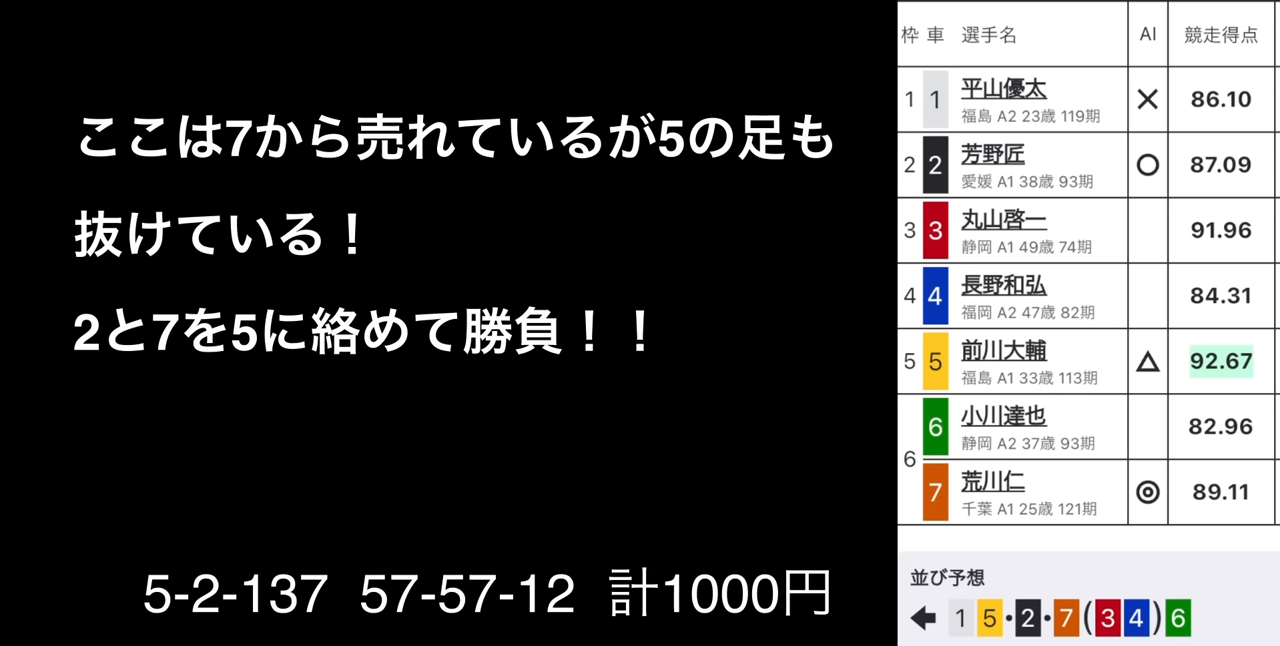 ここは7から売れているが5の足も
抜けている！
2と7を5に絡めて勝負！！
5-2-137 57-57-12 計1000円
枠 車 選手名 AI 競走得点
1 1 平山優太 × 86.10
福島 A2 23歳 119期
2 2 芳野匠 ○ 87.09
愛媛 A1 38歳 93期
3 3 丸山啓一 91.96
静岡 A1 49歳 74期
4 4 長野和弘 84.31
福岡 A2 47歳 82期
5 5 前川大輔 △ 92.67
福島 A1 33歳 113期
6 6 小川達也 82.96
静岡 A2 37歳 93期
7 荒川仁 ◎ 89.11
千葉 A1 25歳 121期
並び予想
← 1 5・2・7(3 4)6